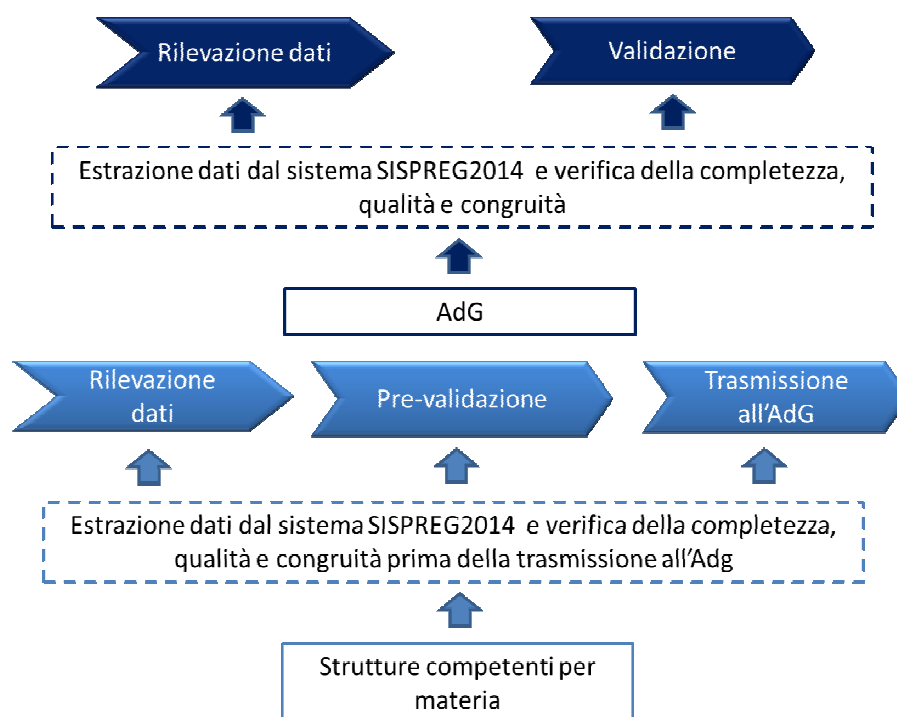 Rilevazione dati
Validazione
Estrazione dati dal sistema SISPREG2014 e verifica della completezza,
qualità e congruità
AdG
Rilevazione
dati
Pre-validazione
Trasmissione
all'AdG
Estrazione dati dal sistema SISPREG2014 e verifica della completezza,
qualità e congruità prima della trasmissione all'Adg
Strutture competenti per
materia